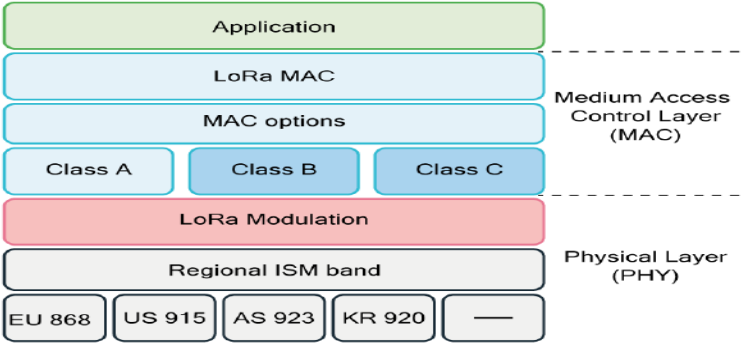 Application
LoRa MAC
MAC options
Class A
Class B
Class C
Medium Access
Control Layer
(MAC)
LoRa Modulation
Regional ISM band
EU 868
US 915
AS 923
KR 920
—
Physical Layer
(PHY)